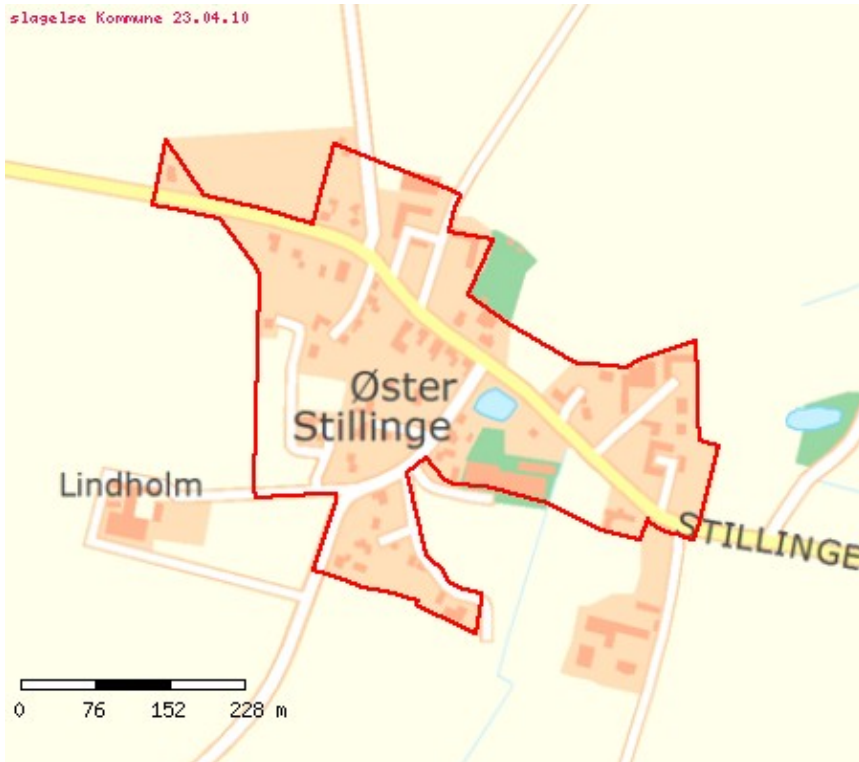 slagelse Kommune 23.04.10
Øster
Stillinge
Lindholm
STILLINGE
0 76 152 228 m